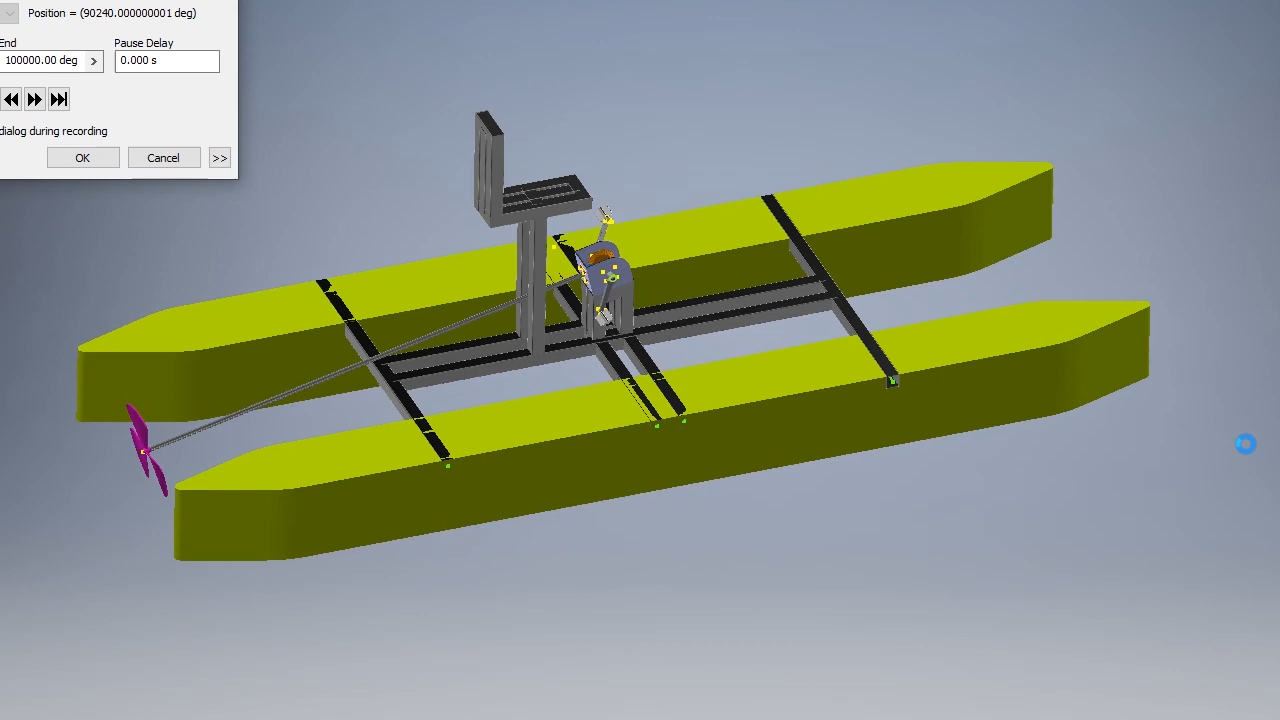 Position = (90240.000000001 deg)
End
Pause Delay
100000.00 deg
>
0.000 s
dialog during recording
OK
Cancel
>>